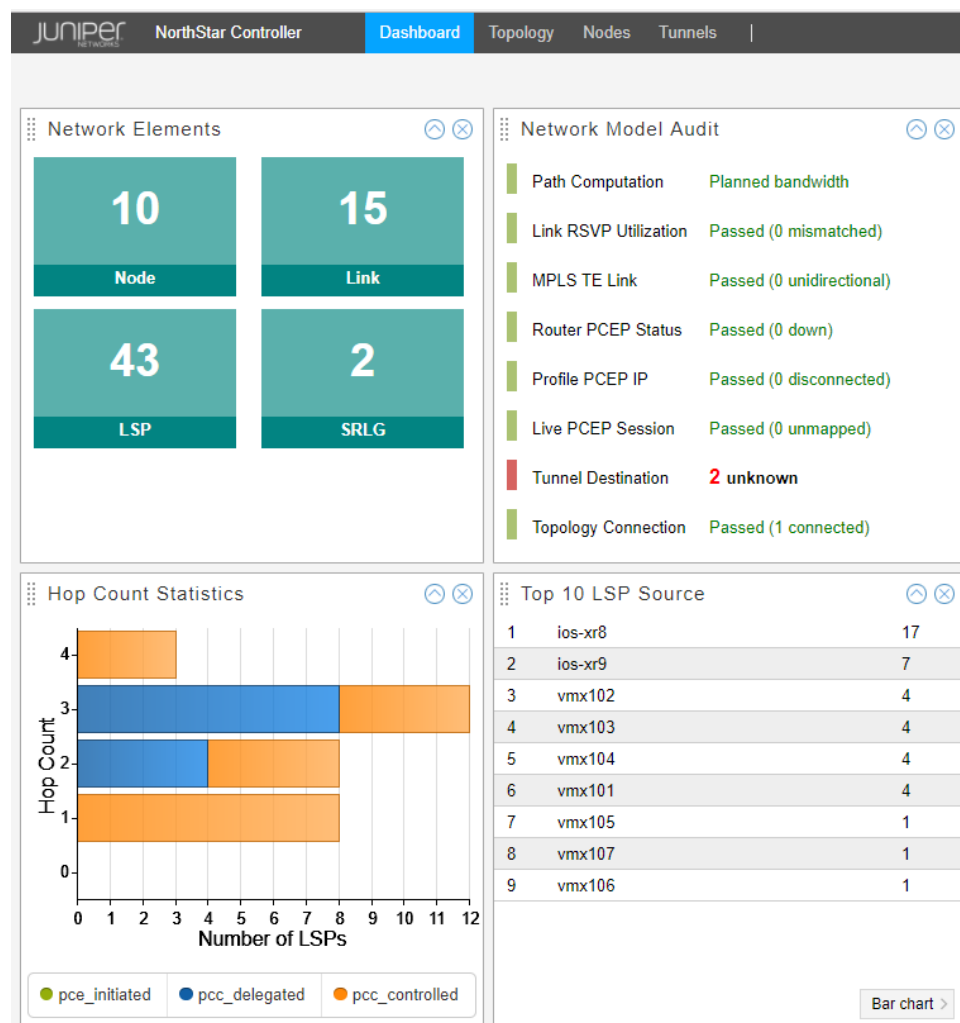 JUNIPER NETWORKS NorthStar Controller Dashboard Topology Nodes Tunnels |
Network Elements
10
Node
15
Link
43
LSP
2
SRLG
Network Model Audit
Path Computation Planned bandwidth
Link RSVP Utilization Passed (0 mismatched)
MPLS TE Link Passed (0 unidirectional)
Router PCEP Status Passed (0 down)
Profile PCEP IP Passed (0 disconnected)
Live PCEP Session Passed (0 unmapped)
Tunnel Destination 2 unknown
Topology Connection Passed (1 connected)
Hop Count Statistics
Hop Count
4
3
2
1
0
0 1 2 3 4 5 6 7 8 9 10 11 12
Number of LSPs
pce_initiated pcc_delegated pcc_controlled
Top 10 LSP Source
1 ios-xr8 17
2 ios-xr9 7
3 vmx102 4
4 vmx103 4
5 vmx104 4
6 vmx101 4
7 vmx105 1
8 vmx107 1
9 vmx106 1
Bar chart >